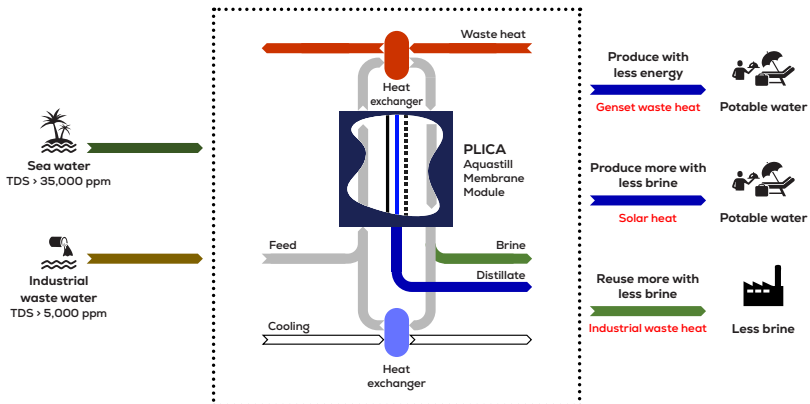 Sea water
TDS > 35,000 ppm
Industrial
waste water
TDS > 5,000 ppm
Waste heat
Heat
exchanger
PLICA
Aquastill
Membrane
Module
Feed
Brine
Distillate
Cooling
Heat
exchanger
Produce with
less energy
Genset waste heat
Potable water
Produce more with
less brine
Solar heat
Potable water
Reuse more with
less brine
Industrial waste heat
Less brine